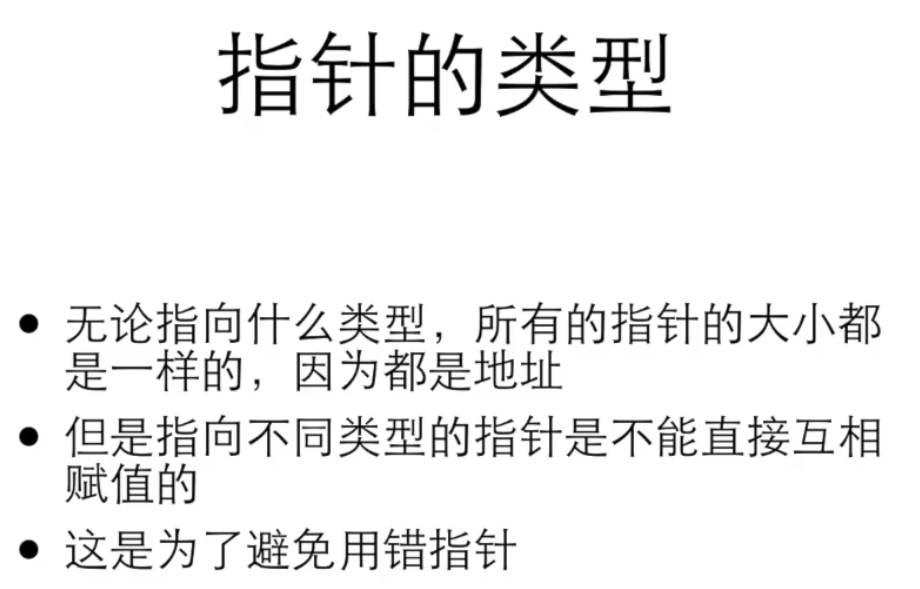 指针的类型
• 无论指向什么类型，所有的指针的大小都
是一样的，因为都是地址
• 但是指向不同类型的指针是不能直接互相
赋值的
• 这是为了避免用错指针